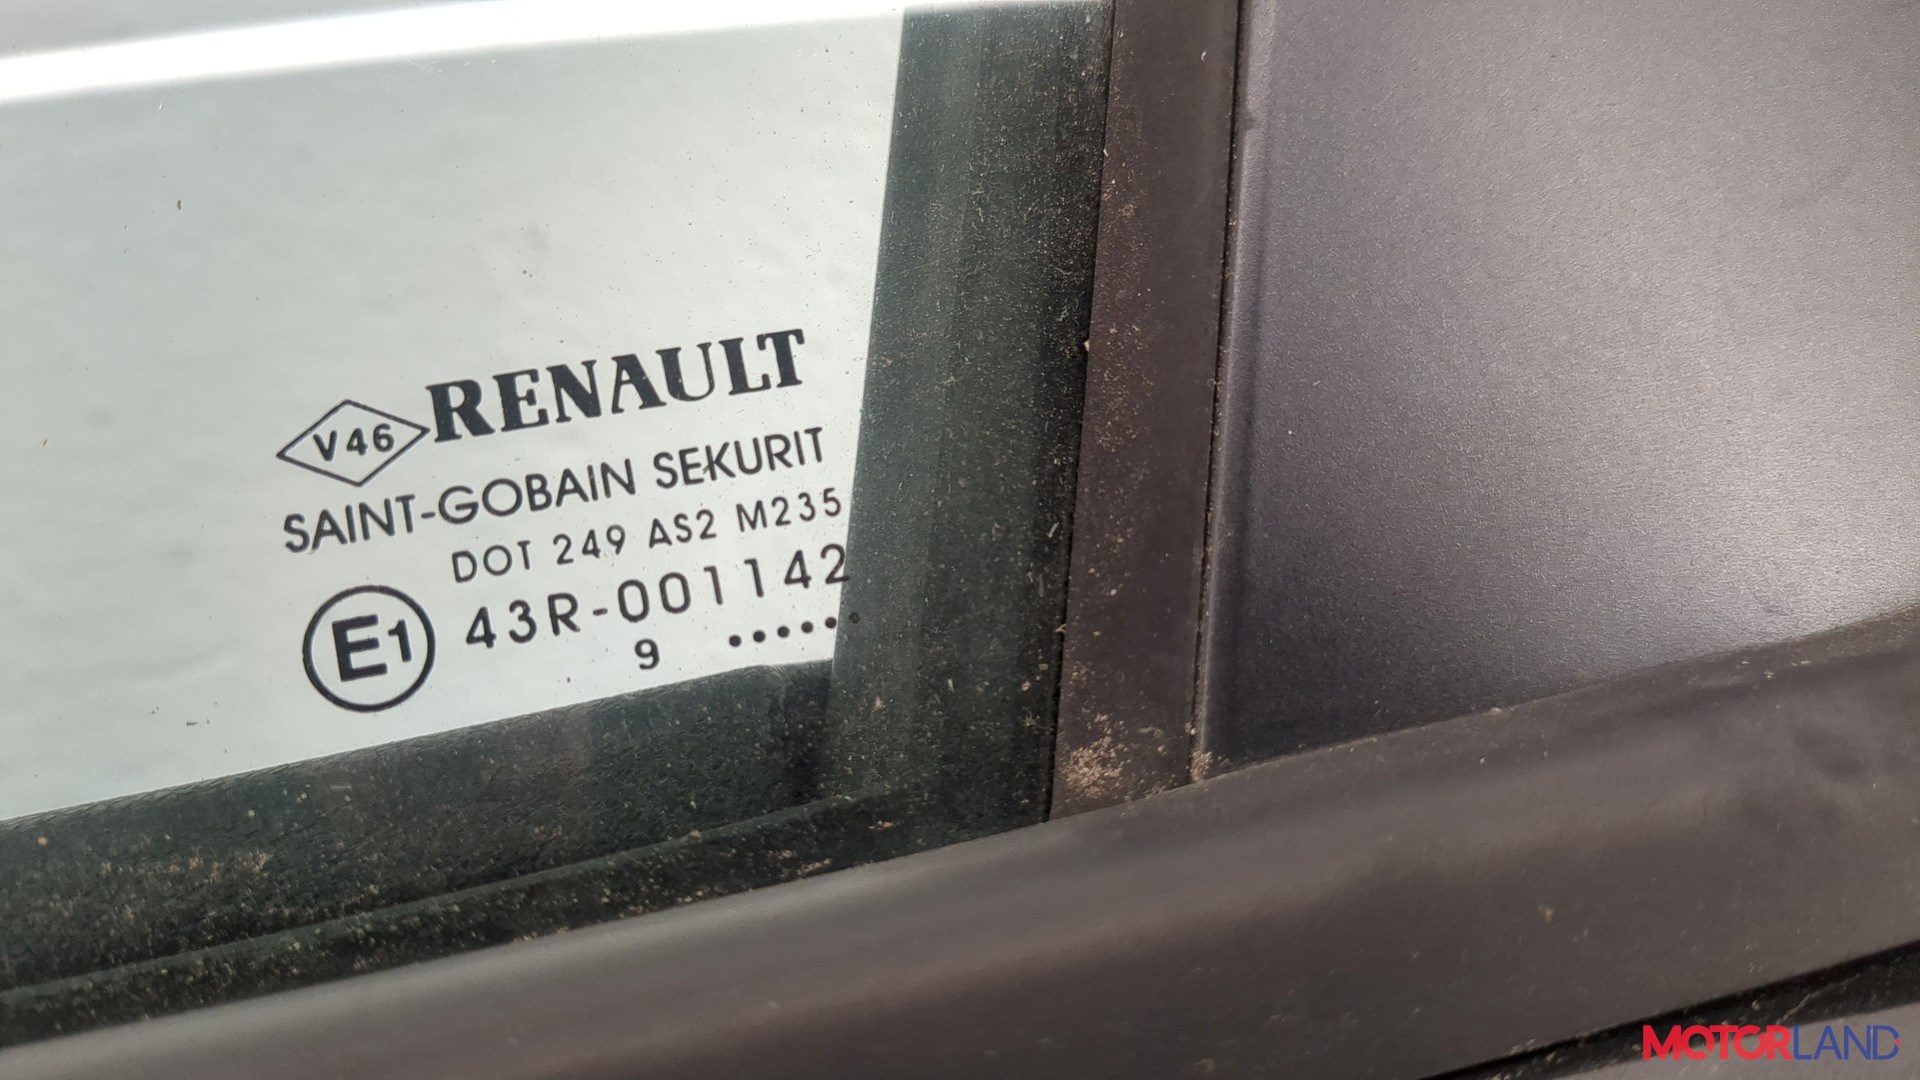 V46 RENAULT
SAINT-GOBAIN SEKURIT
DOT 249 AS2 M235
E1 43R-001142
9 ......
MOTORLAND